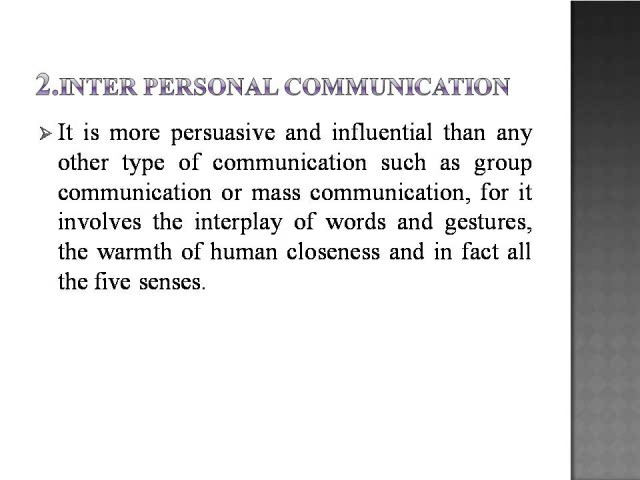 2.INTER PERSONAL COMMUNICATION
It is more persuasive and influential than any
other type of communication such as group
communication or mass communication, for it
involves the interplay of words and gestures,
the warmth of human closeness and in fact all
the five senses.